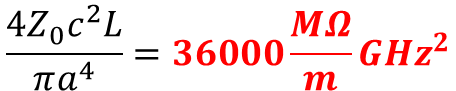 4Z₀c²L / πa⁴ = 36000 MΩ/m GHz²